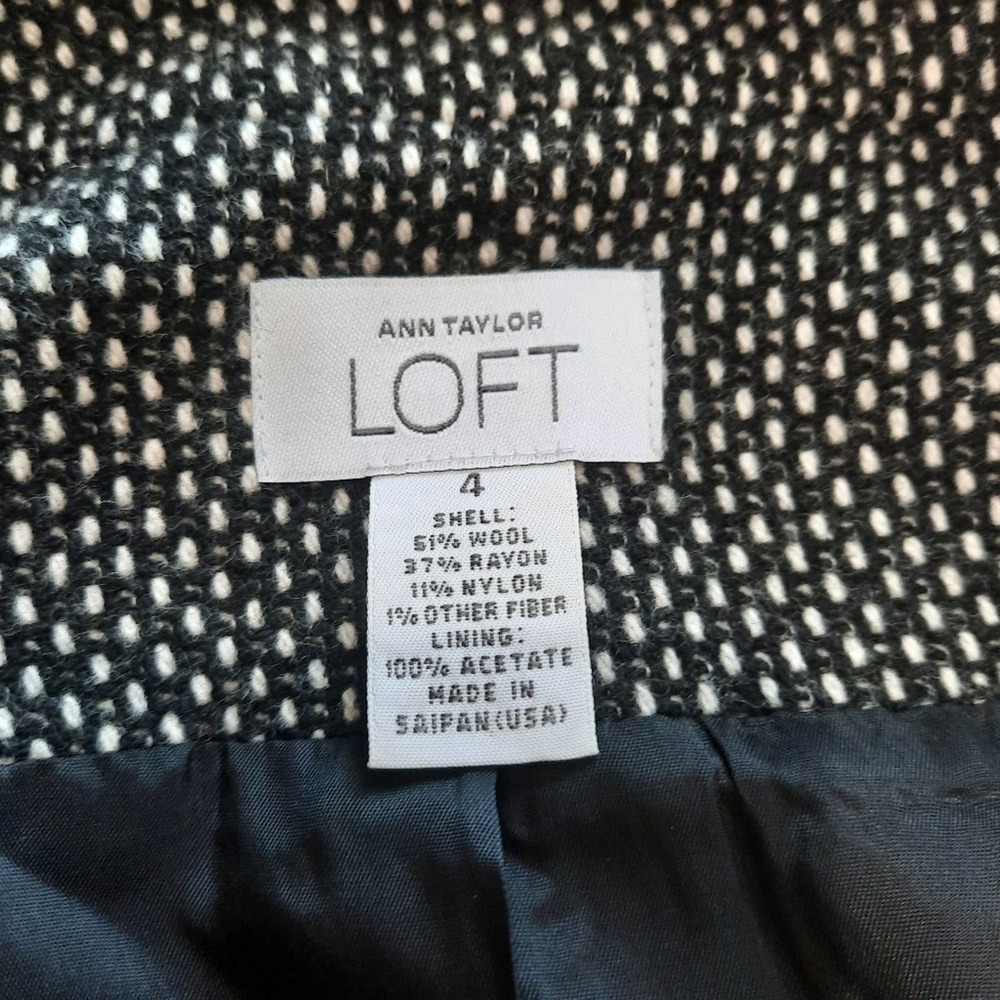 ANN TAYLOR
LOFT
4
SHELL:
51% WOOL
37% RAYON
11% NYLON
1% OTHER FIBER
LINING:
100% ACETATE
MADE IN
SAIPAN(USA)